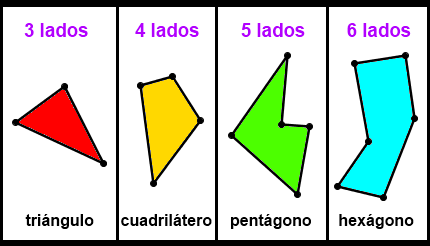 3 lados
4 lados
5 lados
6 lados
triángulo
cuadrilátero
pentágono
hexágono